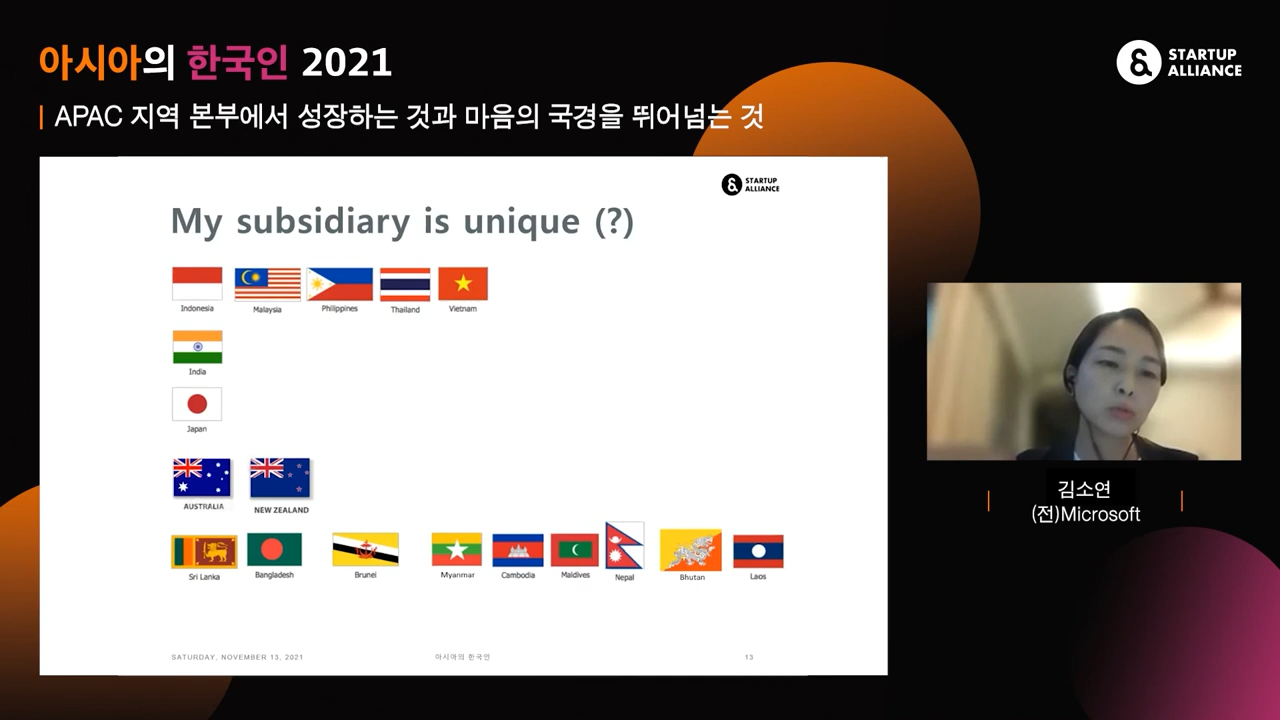 아시아의 한국인 2021
APAC 지역 본부에서 성장하는 것과 마음의 국경을 뛰어넘는 것
STARTUP
ALLIANCE
STARTUP
ALLIANCE
My subsidiary is unique (?)
Indonesia Malaysia Philippines Thailand Vietnam
India
Japan
AUSTRALIA NEW ZEALAND
Sri Lanka Bangladesh Brunei Myanmar Cambodia Maldives Nepal Bhutan Laos
SATURDAY, NOVEMBER 13, 2021 아시아의 한국인 13
김소연
(전)Microsoft